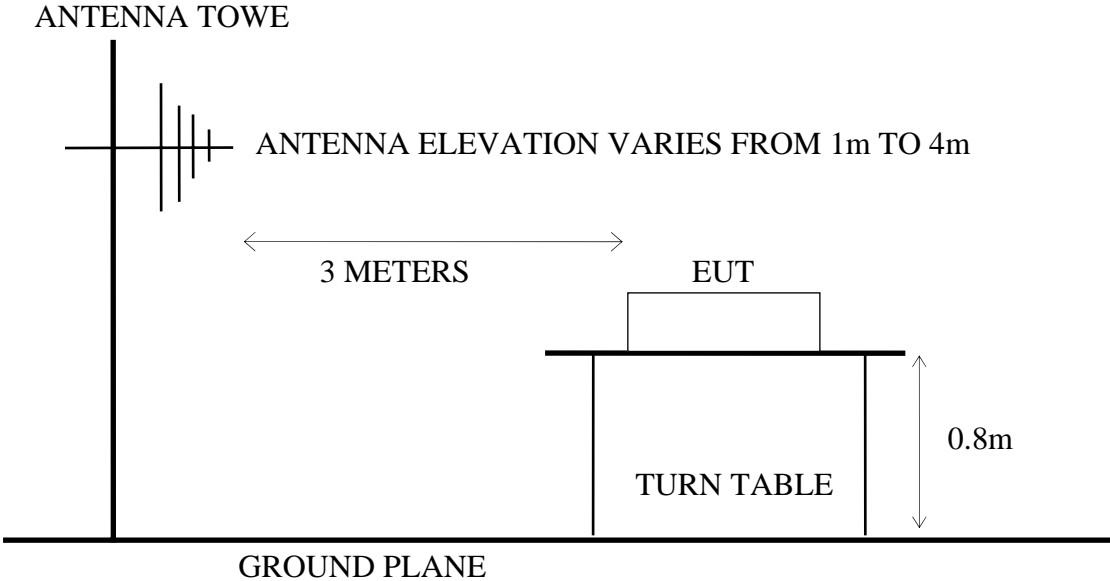 ANTENNA TOWE
ANTENNA ELEVATION VARIES FROM 1m TO 4m
3 METERS
EUT
0.8m
TURN TABLE
GROUND PLANE